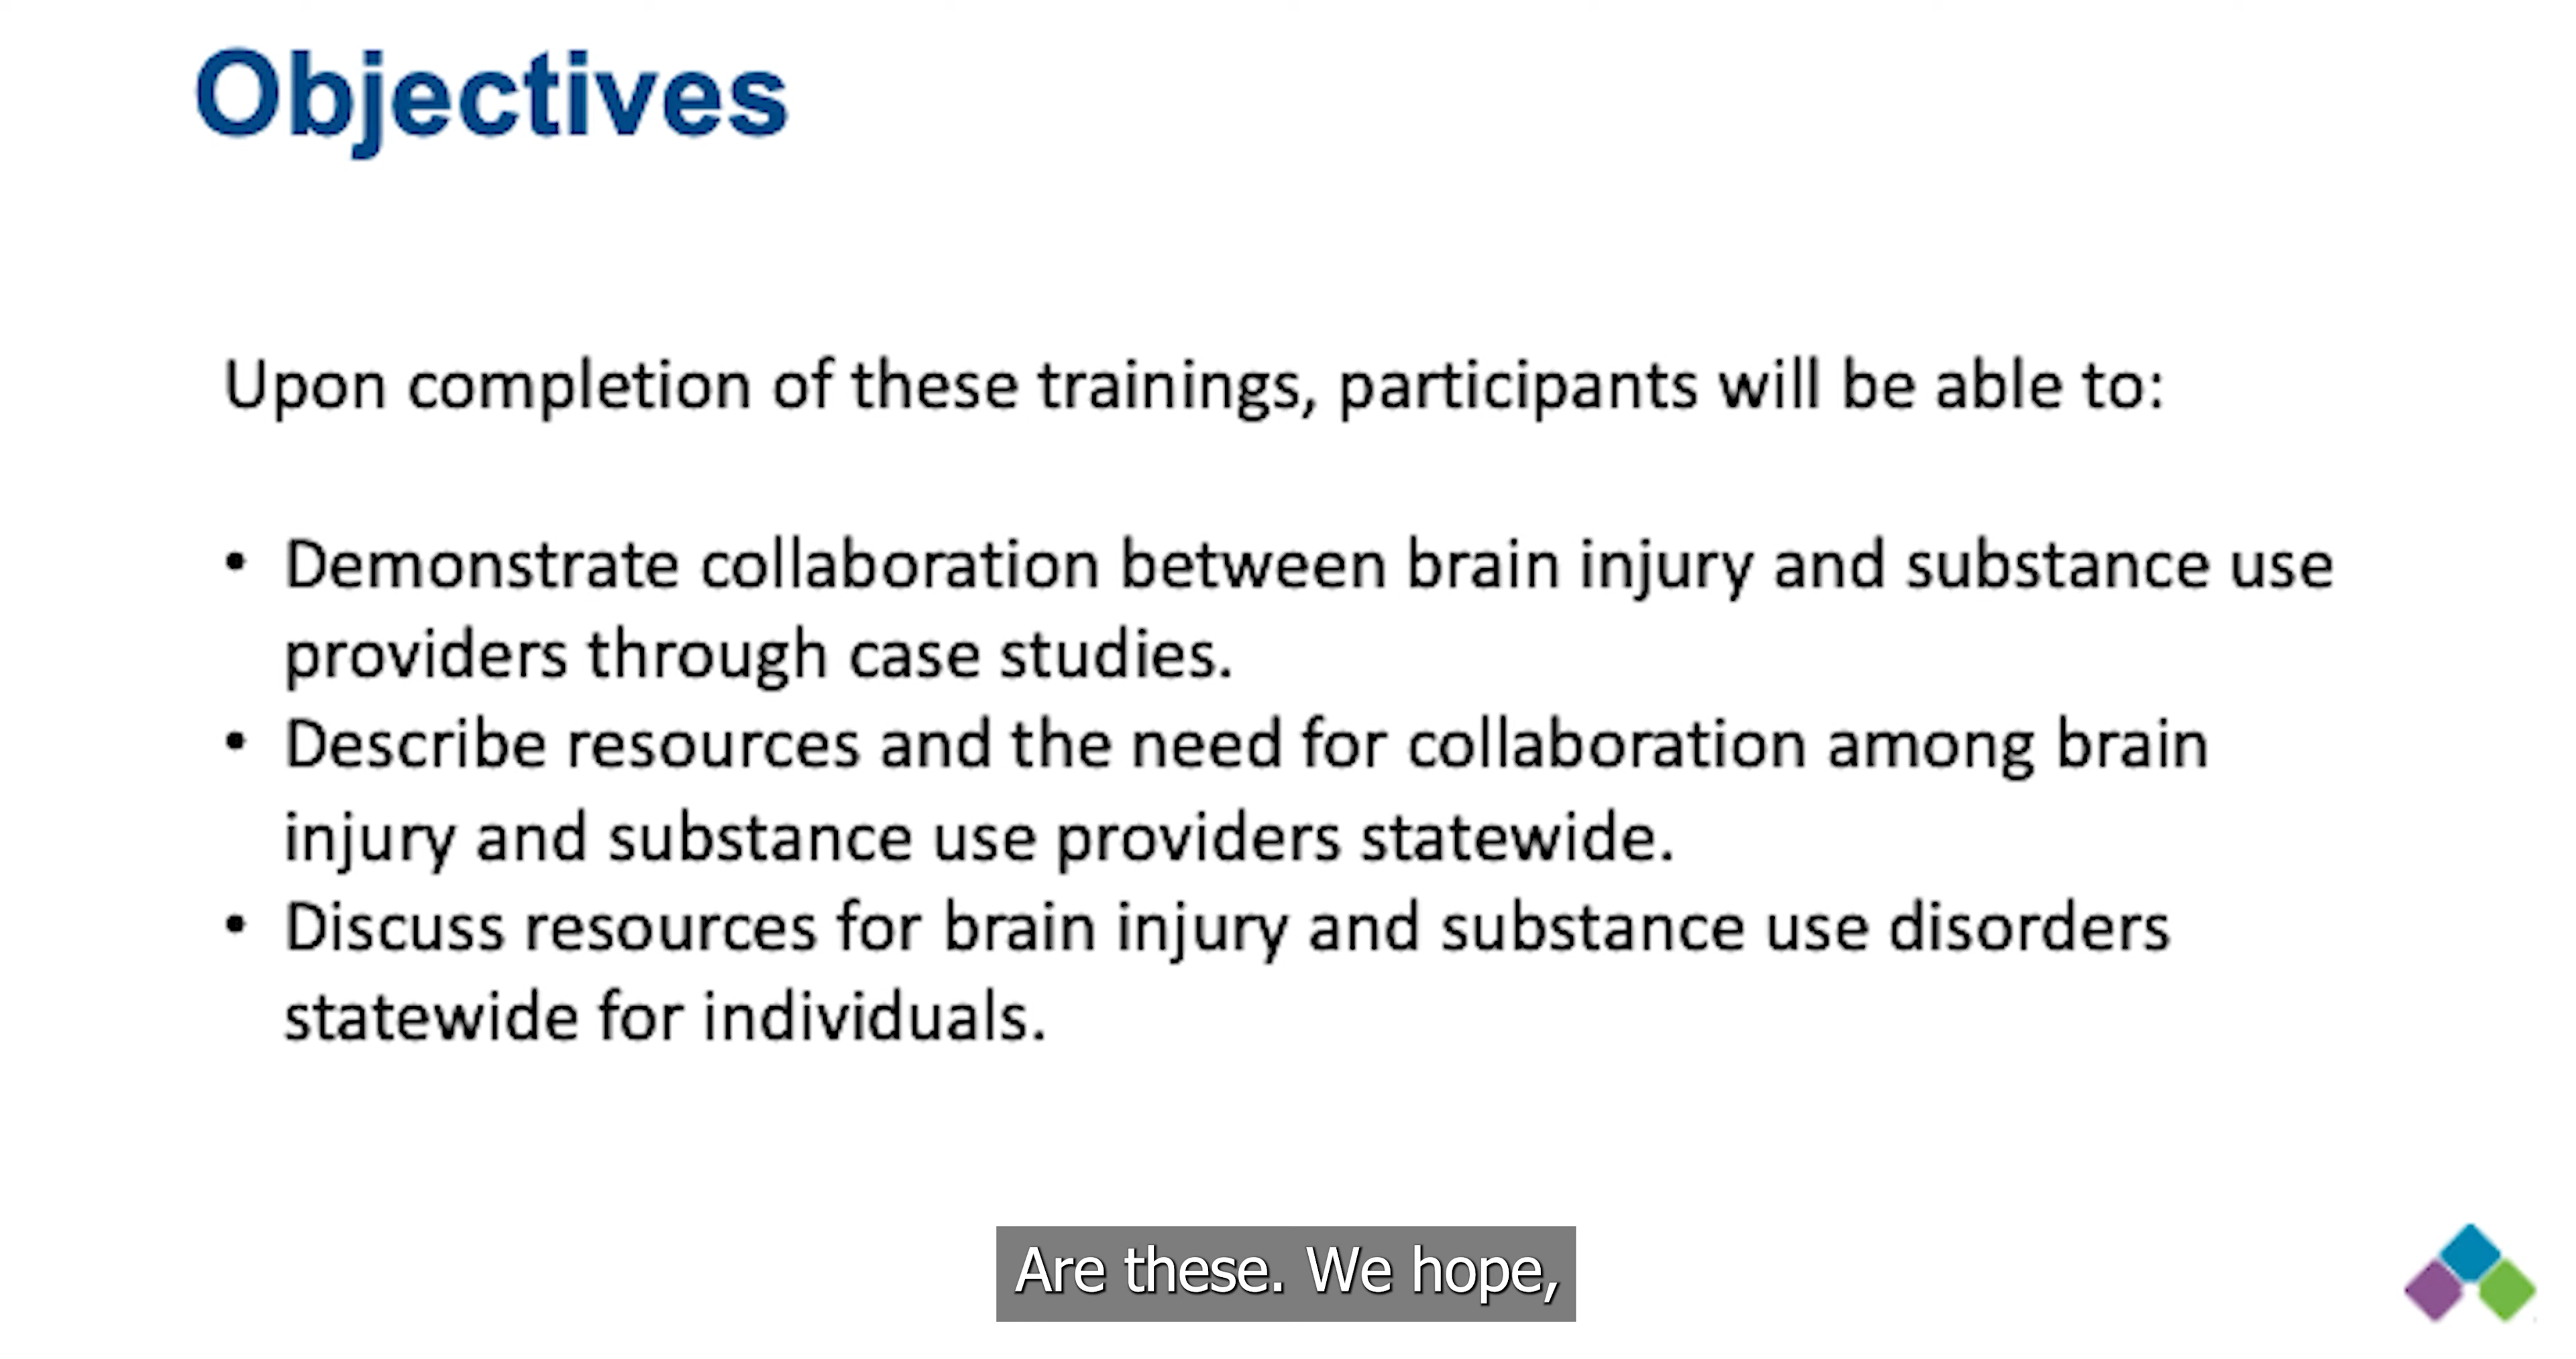 Objectives
Upon completion of these trainings, participants will be able to:
• Demonstrate collaboration between brain injury and substance use
providers through case studies.
• Describe resources and the need for collaboration among brain
injury and substance use providers statewide.
• Discuss resources for brain injury and substance use disorders
statewide for individuals.
Are these. We hope,